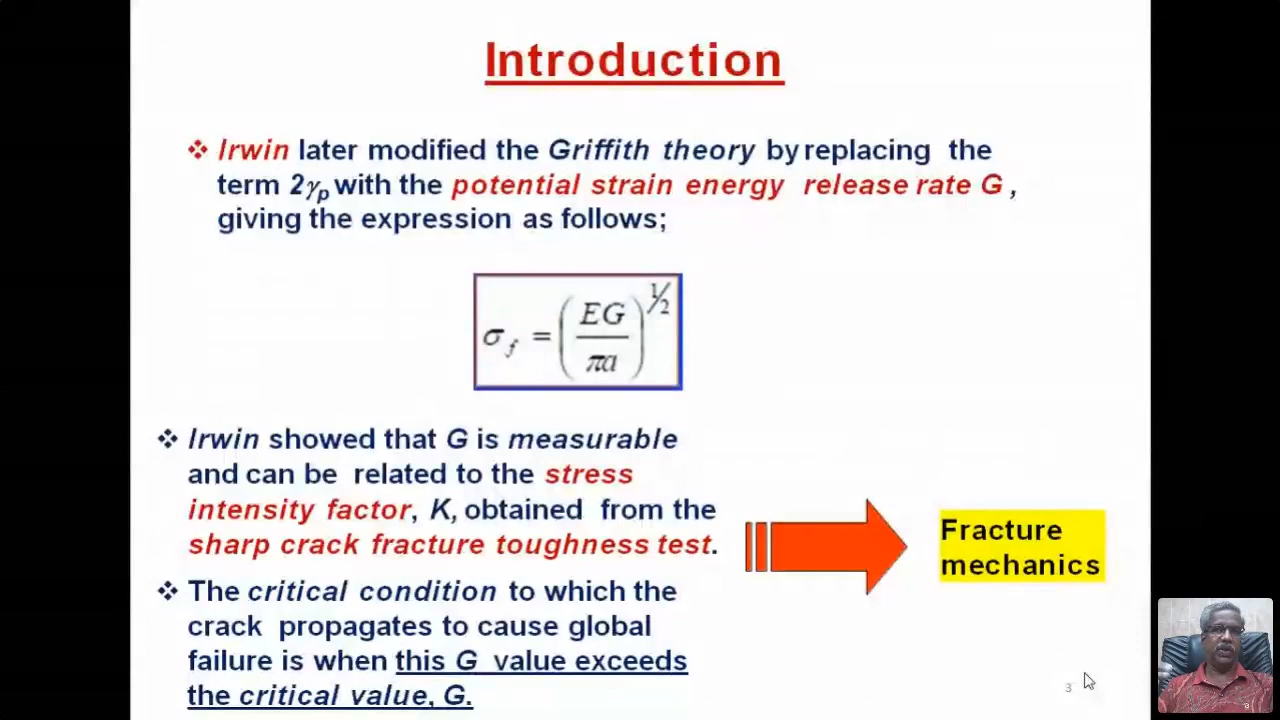 Introduction
❖ Irwin later modified the Griffith theory by replacing the
term 2γp with the potential strain energy release rate G ,
giving the expression as follows;
σf = (EG/πa)^1/2
❖ Irwin showed that G is measurable
and can be related to the stress
intensity factor, K, obtained from the
sharp crack fracture toughness test.
Fracture
mechanics
❖ The critical condition to which the
crack propagates to cause global
failure is when this G value exceeds
the critical value, G.
3